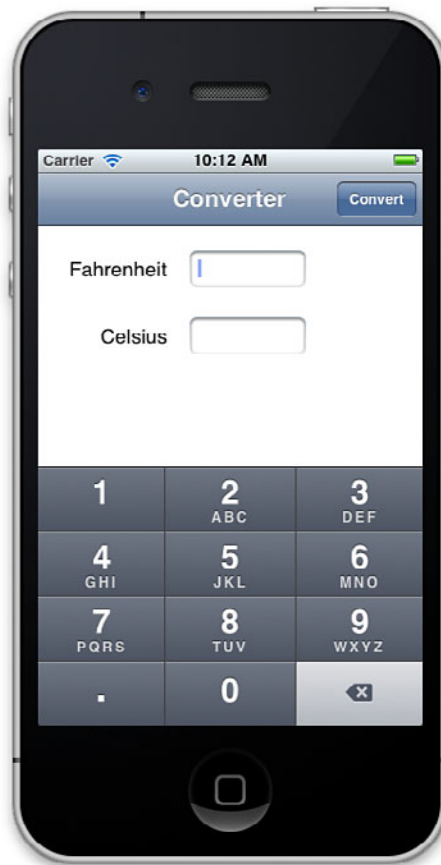 Carrier 10:12 AM
Converter Convert
Fahrenheit
Celsius
1 2 3
ABC DEF
4 5 6
GHI JKL MNO
7 8 9
PQRS TUV WXYZ
. 0